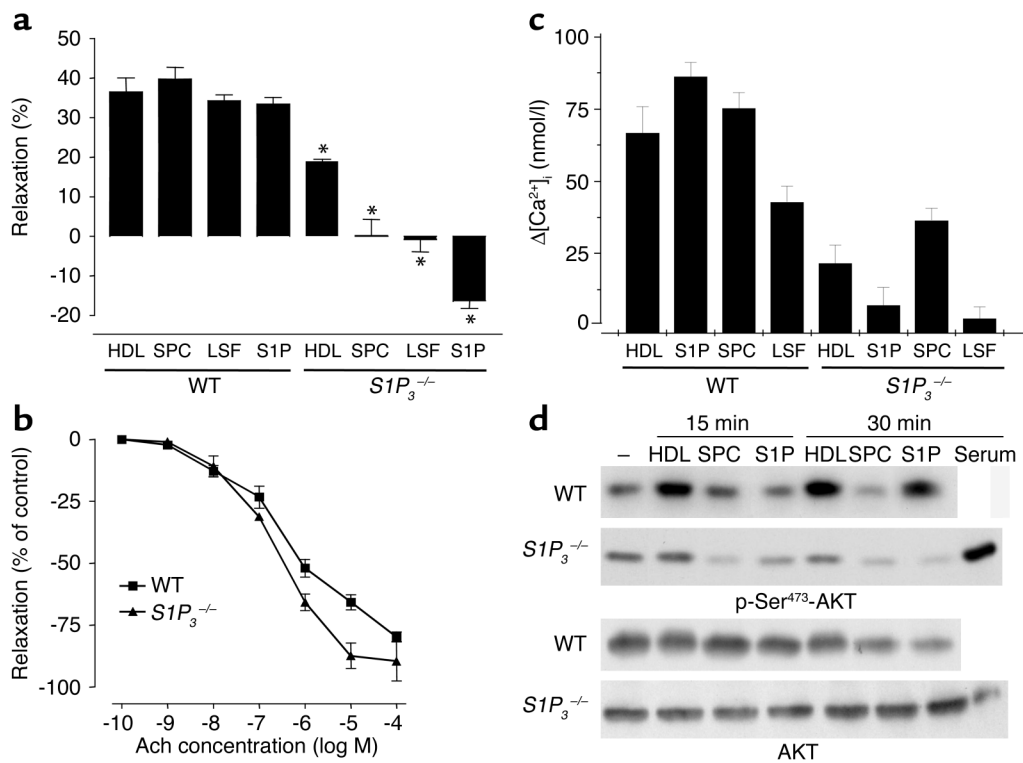 a
Relaxation (%)
50
40
30
20
10
0
-10
-20
* * * *
HDL SPC LSF S1P HDL SPC LSF S1P
WT S1P₃⁻/⁻
b
Relaxation (% of control)
0
-25
-50
-75
-100
WT
S1P₃⁻/⁻
-10 -9 -8 -7 -6 -5 -4
Ach concentration (log M)
c
Δ[Ca²⁺]ᵢ (nmol/l)
100
75
50
25
0
HDL S1P SPC LSF HDL S1P SPC LSF
WT S1P₃⁻/⁻
d
15 min 30 min
– HDL SPC S1P HDL SPC S1P Serum
WT
S1P₃⁻/⁻
p-Ser⁴⁷³-AKT
WT
S1P₃⁻/⁻
AKT